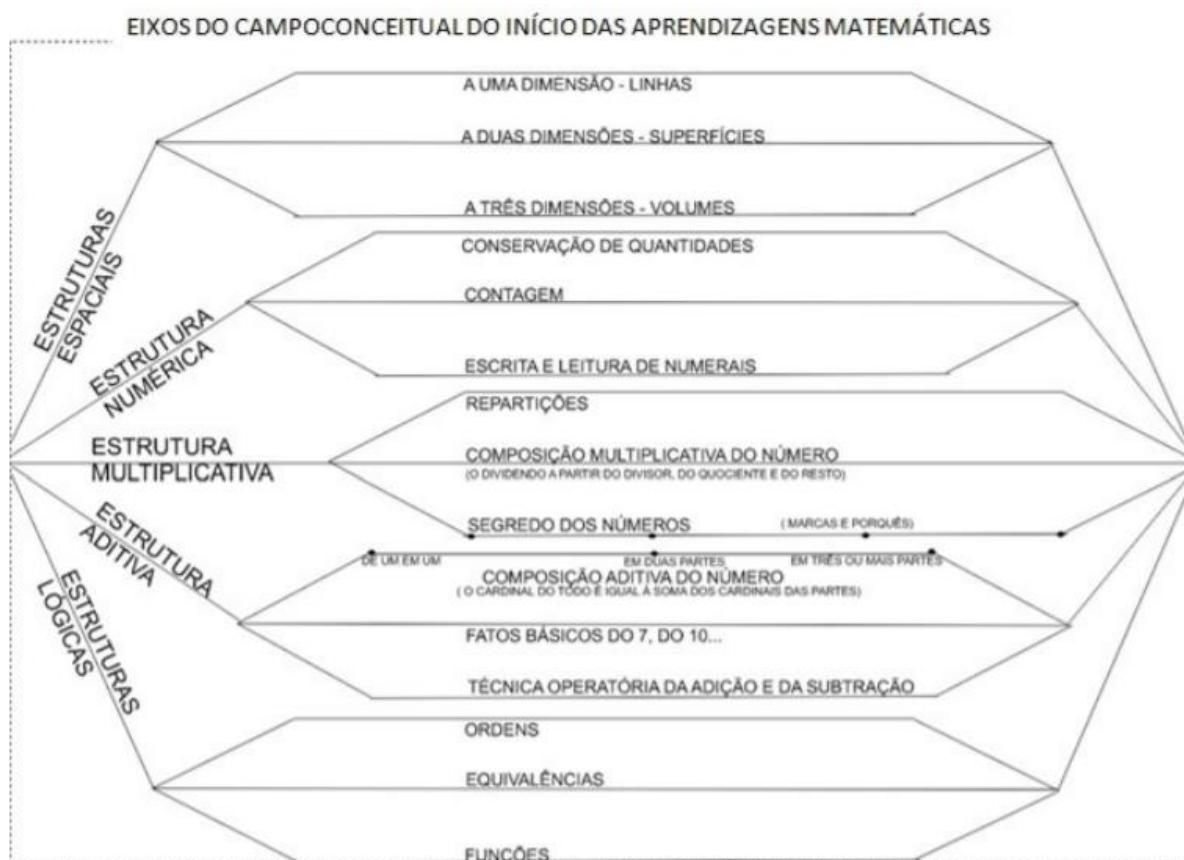 EIXOS DO CAMPOCONCEITUAL DO INÍCIO DAS APRENDIZAGENS MATEMÁTICAS
A UMA DIMENSÃO - LINHAS
A DUAS DIMENSÕES - SUPERFÍCIES
A TRÊS DIMENSÕES - VOLUMES
ESTRUTURAS
ESPACIAIS
CONSERVAÇÃO DE QUANTIDADES
CONTAGEM
ESCRITA E LEITURA DE NUMERAIS
ESTRUTURA
NUMÉRICA
REPARTIÇÕES
ESTRUTURA
MULTIPLICATIVA
COMPOSIÇÃO MULTIPLICATIVA DO NÚMERO
(O DIVIDENDO A PARTIR DO DIVISOR, DO QUOCIENTE E DO RESTO)
SEGREDO DOS NÚMEROS ( MARCAS E PORQUÊS)
ESTRUTURA
ADITIVA
DE UM EM UM EM DUAS PARTES EM TRÊS OU MAIS PARTES
COMPOSIÇÃO ADITIVA DO NÚMERO
( O CARDINAL DO TODO É IGUAL À SOMA DOS CARDINAIS DAS PARTES)
FATOS BÁSICOS DO 7, DO 10...
TÉCNICA OPERATÓRIA DA ADIÇÃO E DA SUBTRAÇÃO
ESTRUTURAS
LÓGICAS
ORDENS
EQUIVALÊNCIAS
FUNÇÕES